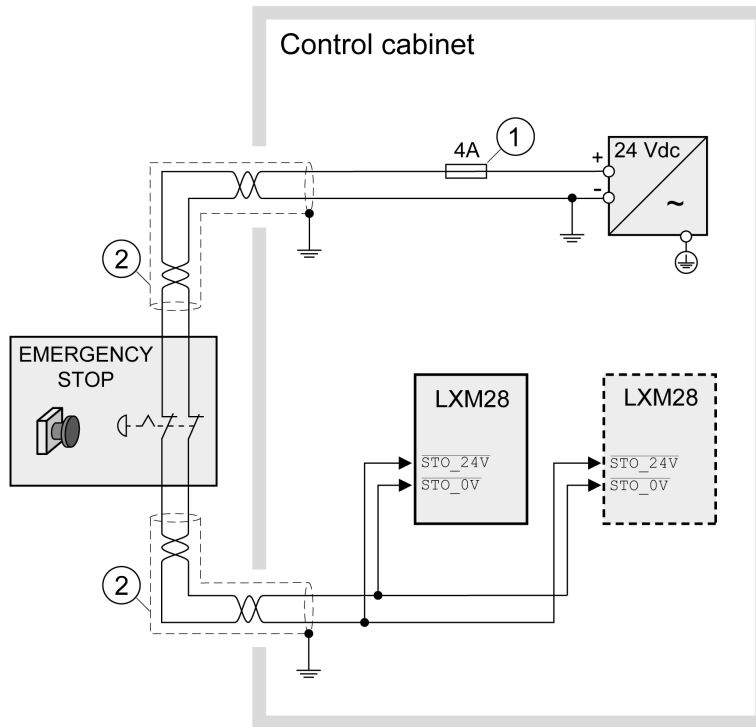 Control cabinet
4A
1
+
-
24 Vdc
~
2
EMERGENCY
STOP
LXM28
STO_24V
STO_0V
LXM28
STO_24V
STO_0V
2